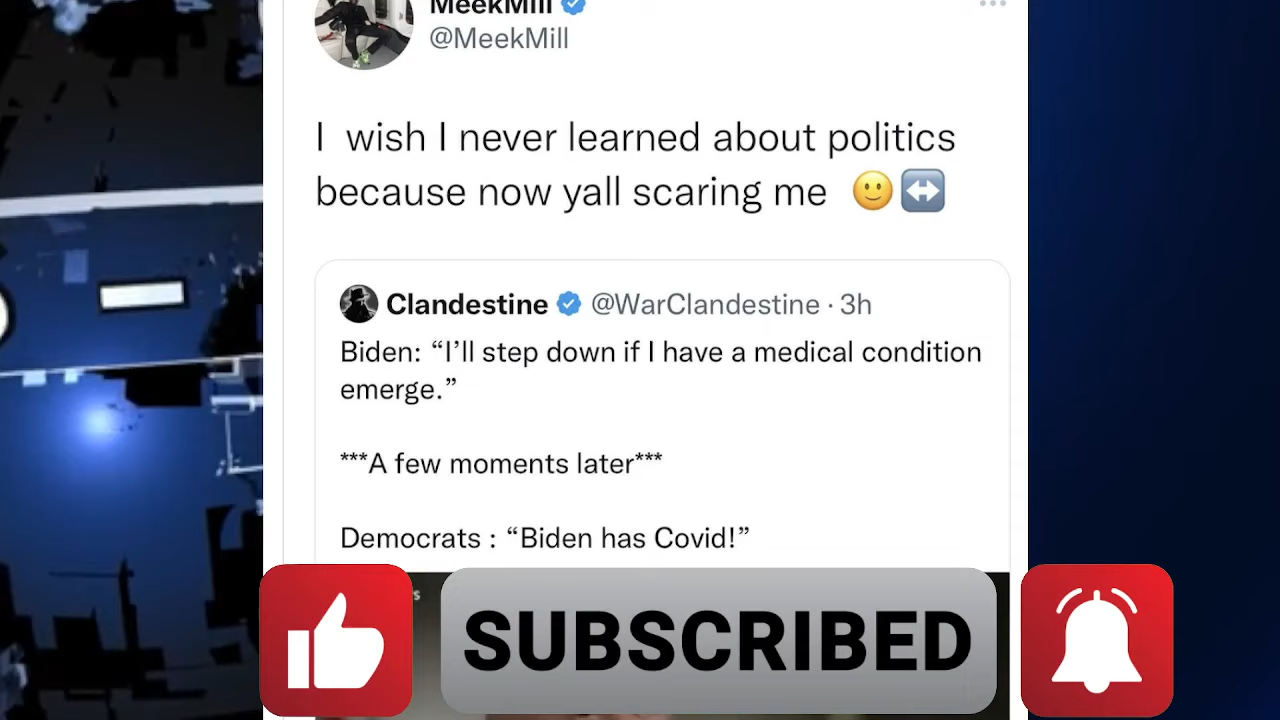 MeekMill
@MeekMill
I wish I never learned about politics
because now yall scaring me 🙂↔️
Clandestine @WarClandestine · 3h
Biden: “I’ll step down if I have a medical condition
emerge.”
***A few moments later***
Democrats : “Biden has Covid!”
SUBSCRIBED